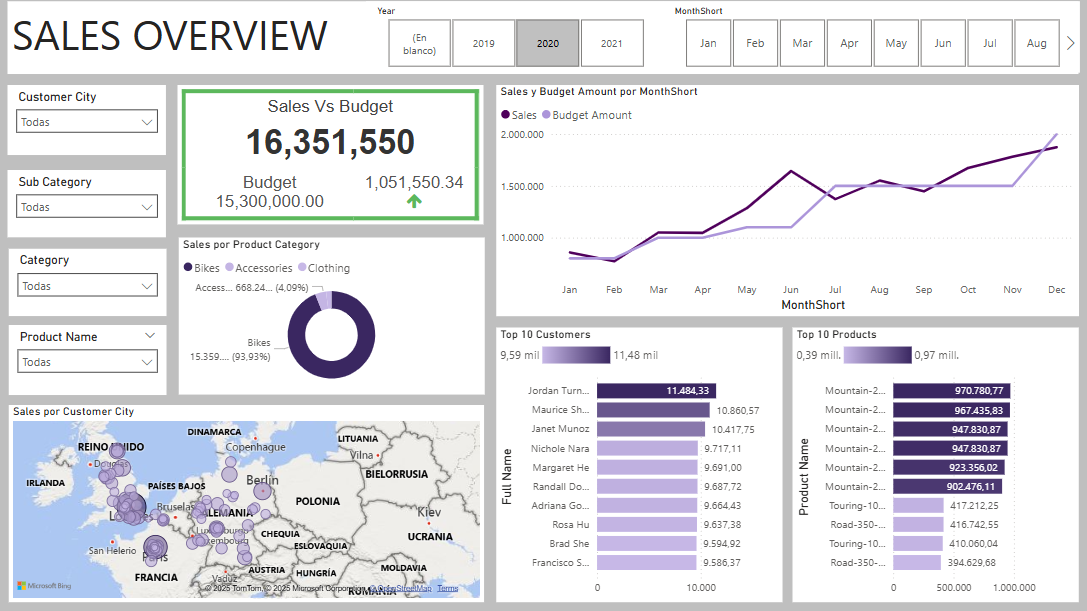 SALES OVERVIEW
Year
(En blanco)
2019
2020
2021
MonthShort
Jan
Feb
Mar
Apr
May
Jun
Jul
Aug
Customer City
Todas
Sub Category
Todas
Category
Todas
Product Name
Todas
Sales Vs Budget
16,351,550
Budget
15,300,000.00
1,051,550.34
Sales y Budget Amount por MonthShort
Sales
Budget Amount
2.000.000
1.500.000
1.000.000
Jan Feb Mar Apr May Jun Jul Aug Sep Oct Nov Dec
MonthShort
Sales por Product Category
Bikes Accessories Clothing
Access... 668.24... (4,09%)
Bikes
15.359.... (93,93%)
Sales por Customer City
DINAMARCA
Copenhague
LITUANIA
Vilna
REINO UNIDO
IRLANDA
BIELORRUSIA
Berlín
PAÍSES BAJOS
POLONIA
Bruselas
ALEMANIA
Kiev
UCRANIA
CHEQUIA
ESLOVAQUIA
San Helerio
París
FRANCIA
AUSTRIA
HUNGRÍA
MOLDAVIA
Vaduz
RUMANÍA
Microsoft Bing
© 2025 TomTom, © 2025 Microsoft Corporation, © OpenStreetMap Terms
Top 10 Customers
9,59 mil
11,48 mil
Full Name
Jordan Turn... 11.484,33
Maurice Sh... 10.860,57
Janet Munoz 10.417,75
Nichole Nara 9.717,11
Margaret He 9.691,00
Randall Do... 9.687,72
Adriana Go... 9.664,43
Rosa Hu 9.637,38
Brad She 9.594,92
Francisco S... 9.586,37
0 10.000
Top 10 Products
0,39 mill.
0,97 mill.
Product Name
Mountain-2... 970.780,77
Mountain-2... 967.435,83
Mountain-2... 947.830,87
Mountain-2... 947.830,87
Mountain-2... 923.356,02
Mountain-2... 902.476,11
Touring-10... 417.212,25
Road-350-... 416.742,55
Touring-10... 410.060,04
Road-350-... 394.629,68
0 500.000 1.000.000